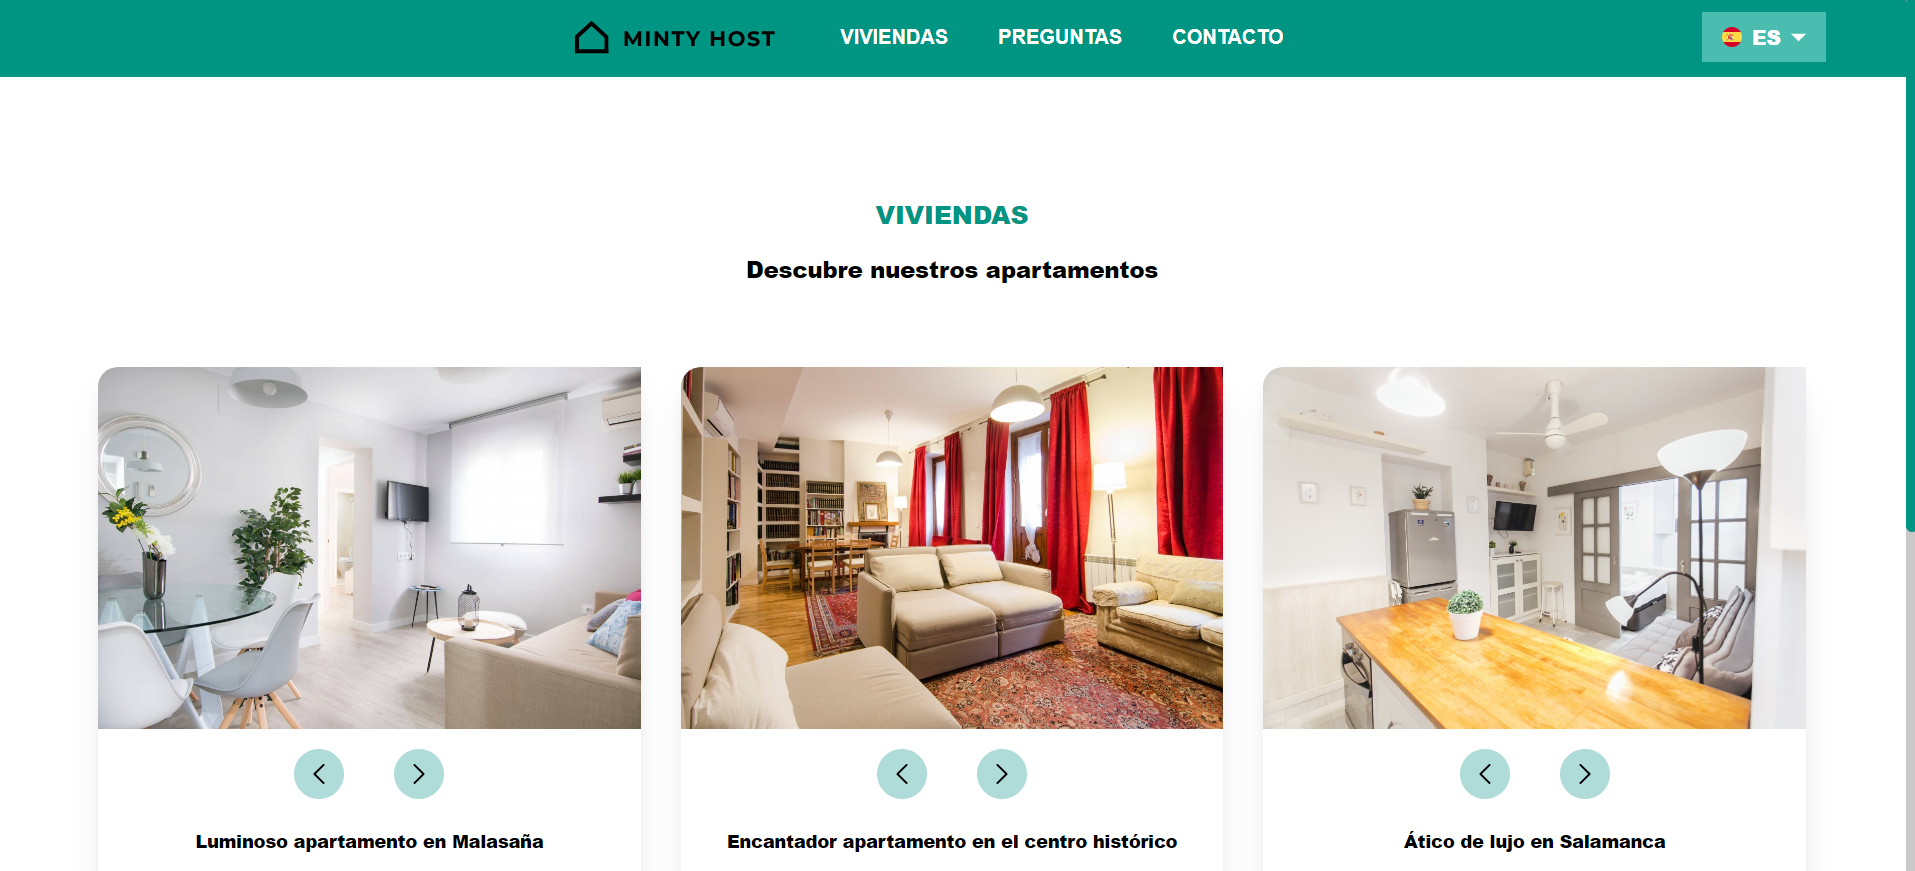 MINTY HOST
VIVIENDAS
PREGUNTAS
CONTACTO
ES
VIVIENDAS
Descubre nuestros apartamentos
Luminoso apartamento en Malasaña
Encantador apartamento en el centro histórico
Ático de lujo en Salamanca